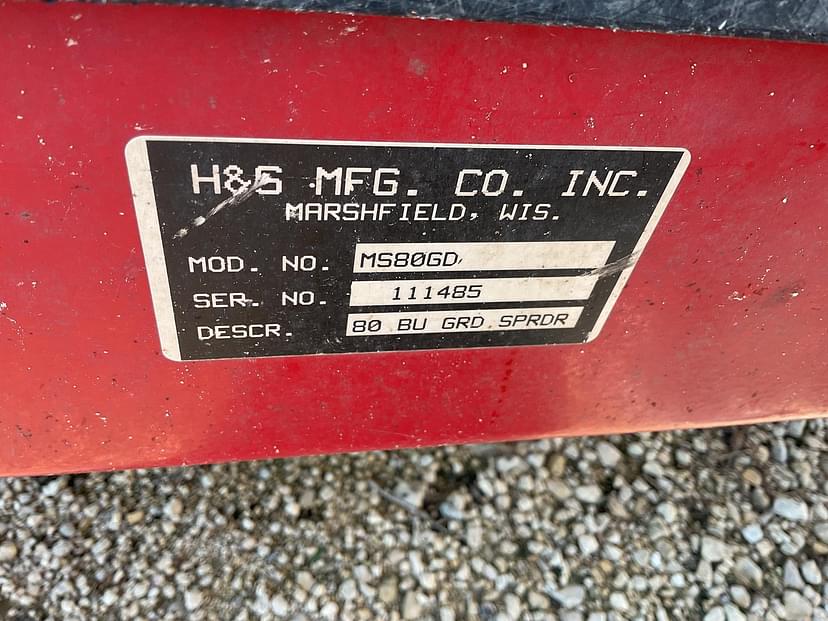 H&S MFG. CO. INC.
MARSHFIELD, WIS.
MOD. NO. MS80GD
SER. NO. 111485
DESCR. 80 BU GRD SPRDR